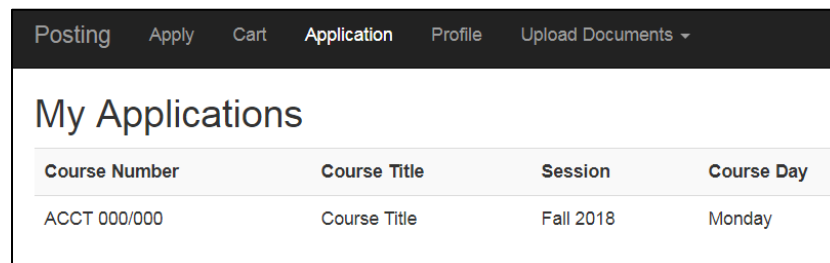 Posting Apply Cart Application Profile Upload Documents
My Applications
Course Number Course Title Session Course Day
ACCT 000/000 Course Title Fall 2018 Monday